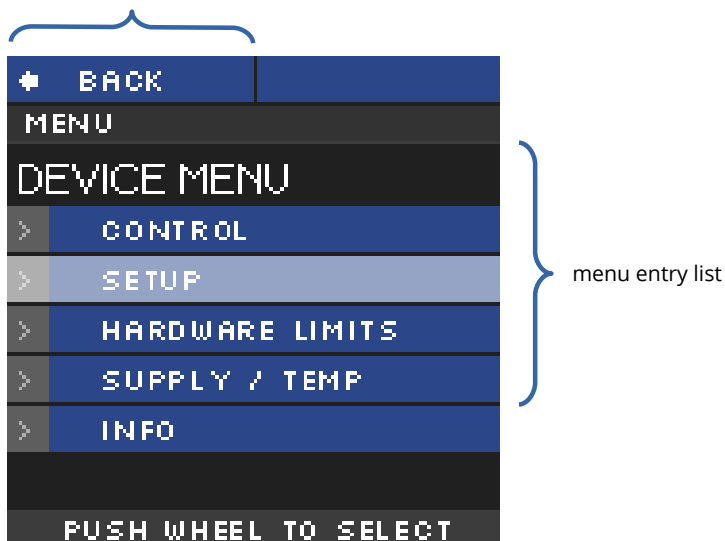 BACK
MENU
DEVICE MENU
> CONTROL
> SETUP
> HARDWARE LIMITS
> SUPPLY / TEMP
> INFO
PUSH WHEEL TO SELECT
menu entry list